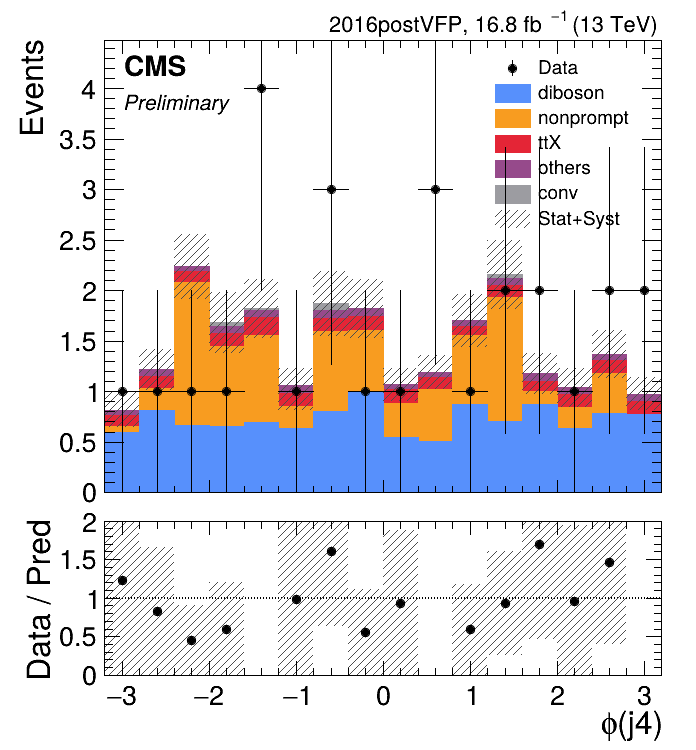 2016postVFP, 16.8 fb⁻¹ (13 TeV)
CMS
Preliminary
Events
Data
diboson
nonprompt
ttX
others
conv
Stat+Syst
4
3.5
3
2.5
2
1.5
1
0.5
0
Data / Pred
2
1.5
1
0.5
0
−3 −2 −1 0 1 2 3
ϕ(j4)